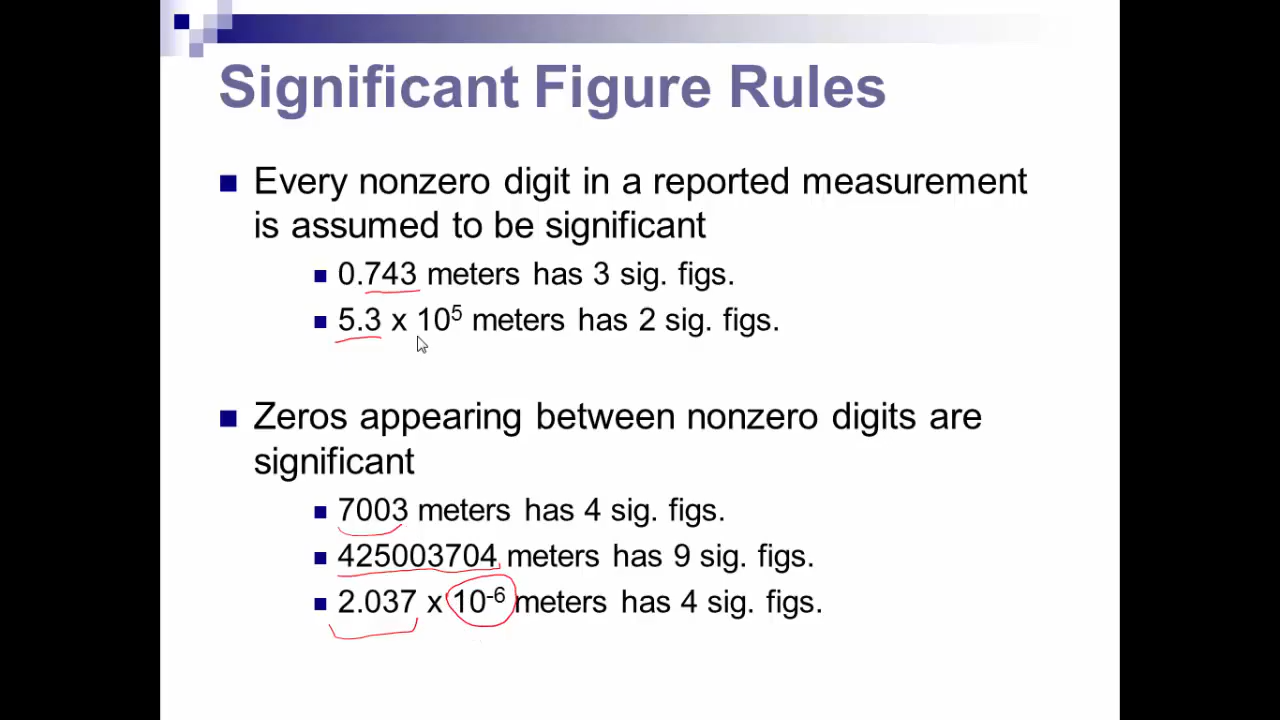 Significant Figure Rules
Every nonzero digit in a reported measurement
is assumed to be significant
0.743 meters has 3 sig. figs.
5.3 x 10⁵ meters has 2 sig. figs.
Zeros appearing between nonzero digits are
significant
7003 meters has 4 sig. figs.
425003704 meters has 9 sig. figs.
2.037 x 10⁻⁶ meters has 4 sig. figs.